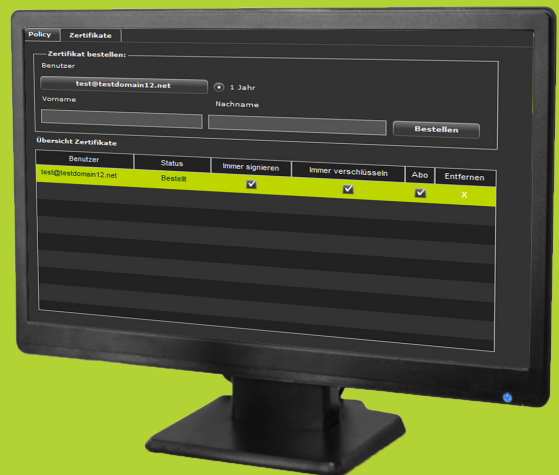 Policy Zertifikate
Zertifikat bestellen:
Benutzer
test@testdomain12.net 1 Jahr
Vorname Nachname
Bestellen
Übersicht Zertifikate
Benutzer Status Immer signieren Immer verschlüsseln Abo Entfernen
test@testdomain12.net Bestellt X